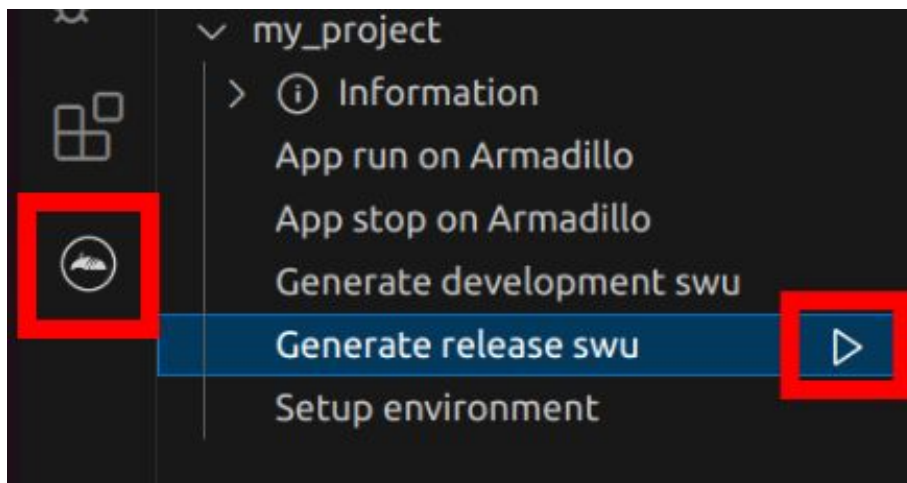 my_project
Information
App run on Armadillo
App stop on Armadillo
Generate development swu
Generate release swu
Setup environment